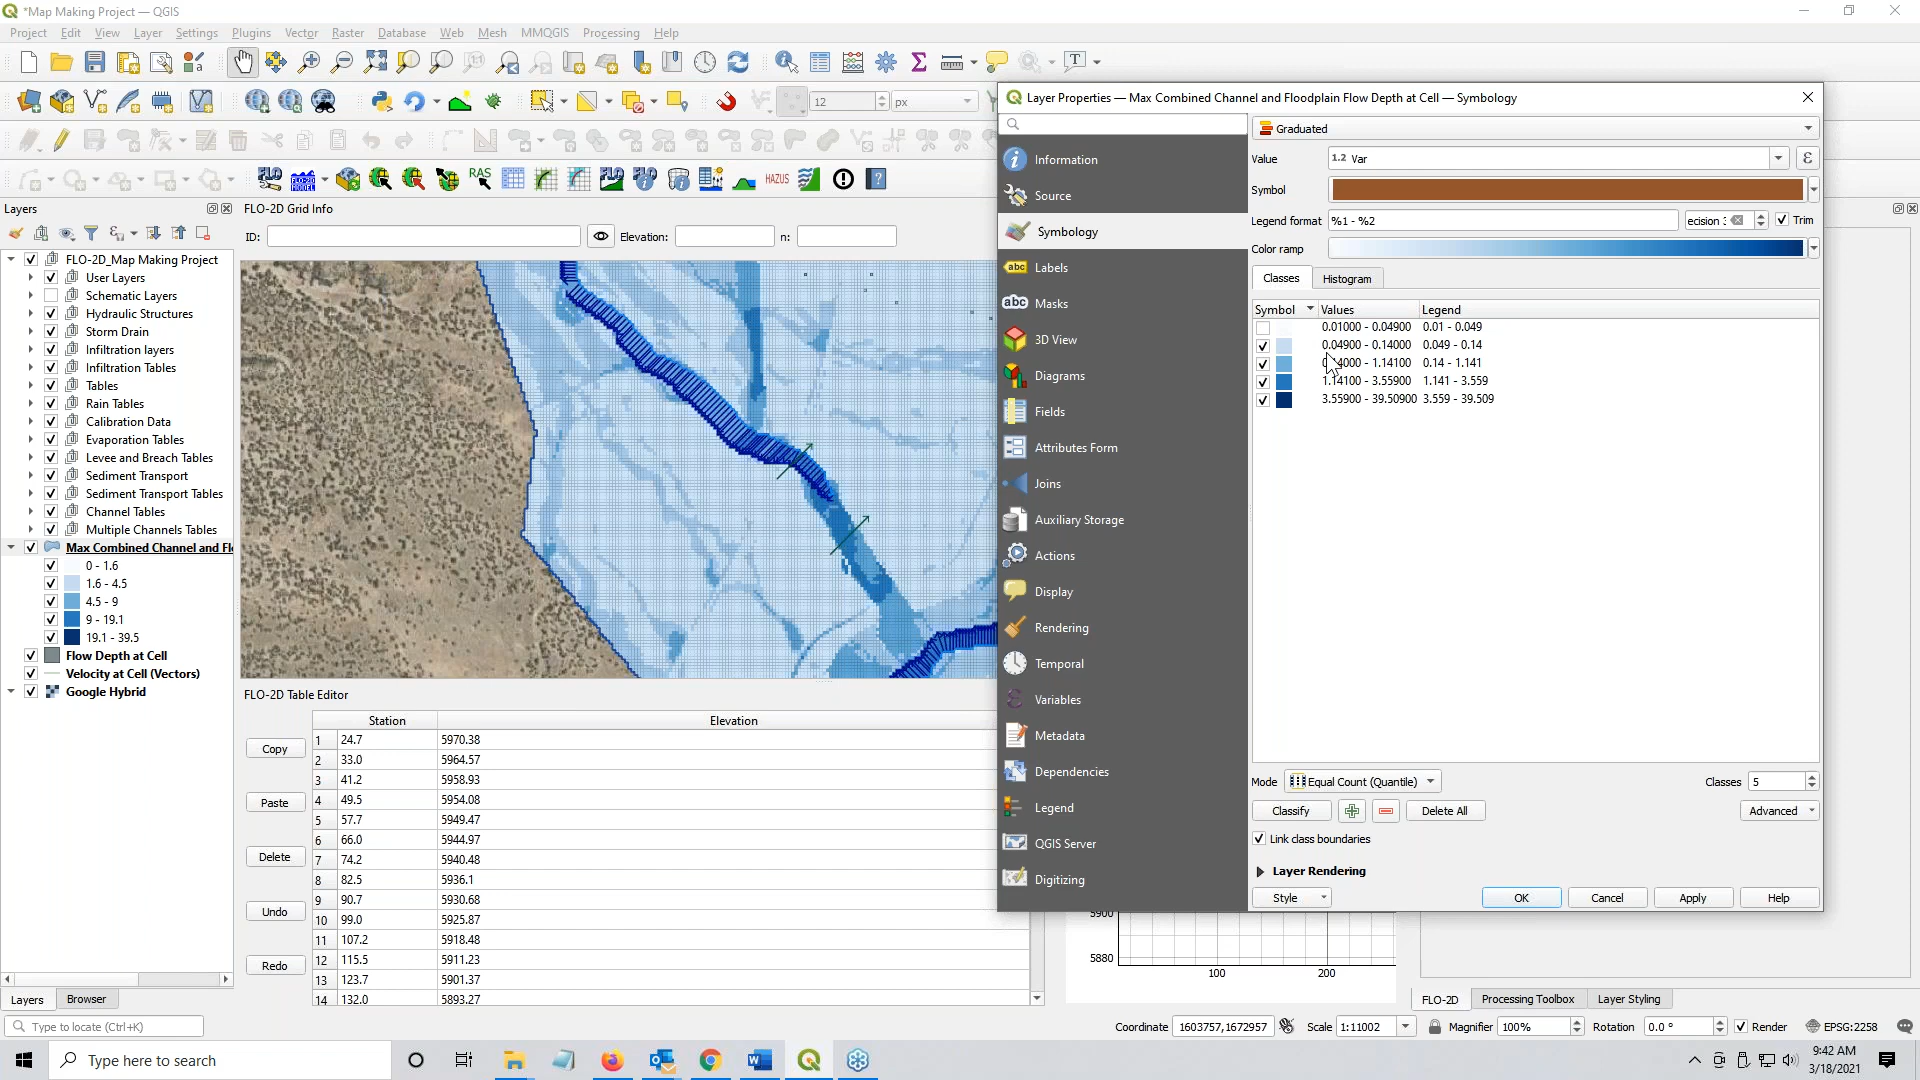 *Map Making Project — QGIS
Project Edit View Layer Settings Plugins Vector Raster Database Web Mesh MMQGIS Processing Help
12 px
RAS HAZUS
Layers
FLO-2D Grid Info
ID: Elevation: n:
FLO-2D_Map Making Project
User Layers
Schematic Layers
Hydraulic Structures
Storm Drain
Infiltration layers
Infiltration Tables
Tables
Rain Tables
Calibration Data
Evaporation Tables
Levee and Breach Tables
Sediment Transport
Sediment Transport Tables
Channel Tables
Multiple Channels Tables
Max Combined Channel and Fl
0 - 1.6
1.6 - 4.5
4.5 - 9
9 - 19.1
19.1 - 39.5
Flow Depth at Cell
Velocity at Cell (Vectors)
Google Hybrid
Layers Browser
Type to locate (Ctrl+K)
FLO-2D Table Editor
Copy
Paste
Delete
Undo
Redo
Station Elevation
1 24.7 5970.38
2 33.0 5964.57
3 41.2 5958.93
4 49.5 5954.08
5 57.7 5949.47
6 66.0 5944.97
7 74.2 5940.48
8 82.5 5936.1
9 90.7 5930.68
10 99.0 5925.87
11 107.2 5918.48
12 115.5 5911.23
13 123.7 5901.37
14 132.0 5893.27
Layer Properties — Max Combined Channel and Floodplain Flow Depth at Cell — Symbology
Information
Source
Symbology
Labels
Masks
3D View
Diagrams
Fields
Attributes Form
Joins
Auxiliary Storage
Actions
Display
Rendering
Temporal
Variables
Metadata
Dependencies
Legend
QGIS Server
Digitizing
Graduated
Value 1.2 Var
Symbol
Legend format %1 - %2 ecision Trim
Color ramp
Classes Histogram
Symbol Values Legend
0.01000 - 0.04900 0.01 - 0.049
0.04900 - 0.14000 0.049 - 0.14
4000 - 1.14100 0.14 - 1.141
1.14100 - 3.55900 1.141 - 3.559
3.55900 - 39.50900 3.559 - 39.509
Mode Equal Count (Quantile) Classes 5
Classify Delete All Advanced
Link class boundaries
Layer Rendering
Style OK Cancel Apply Help
5900
5880
100 200
FLO-2D Processing Toolbox Layer Styling
Coordinate 1603757,1672957 Scale 1:11002 Magnifier 100% Rotation 0.0 ° Render EPSG:2258
Type here to search
9:42 AM
3/18/2021